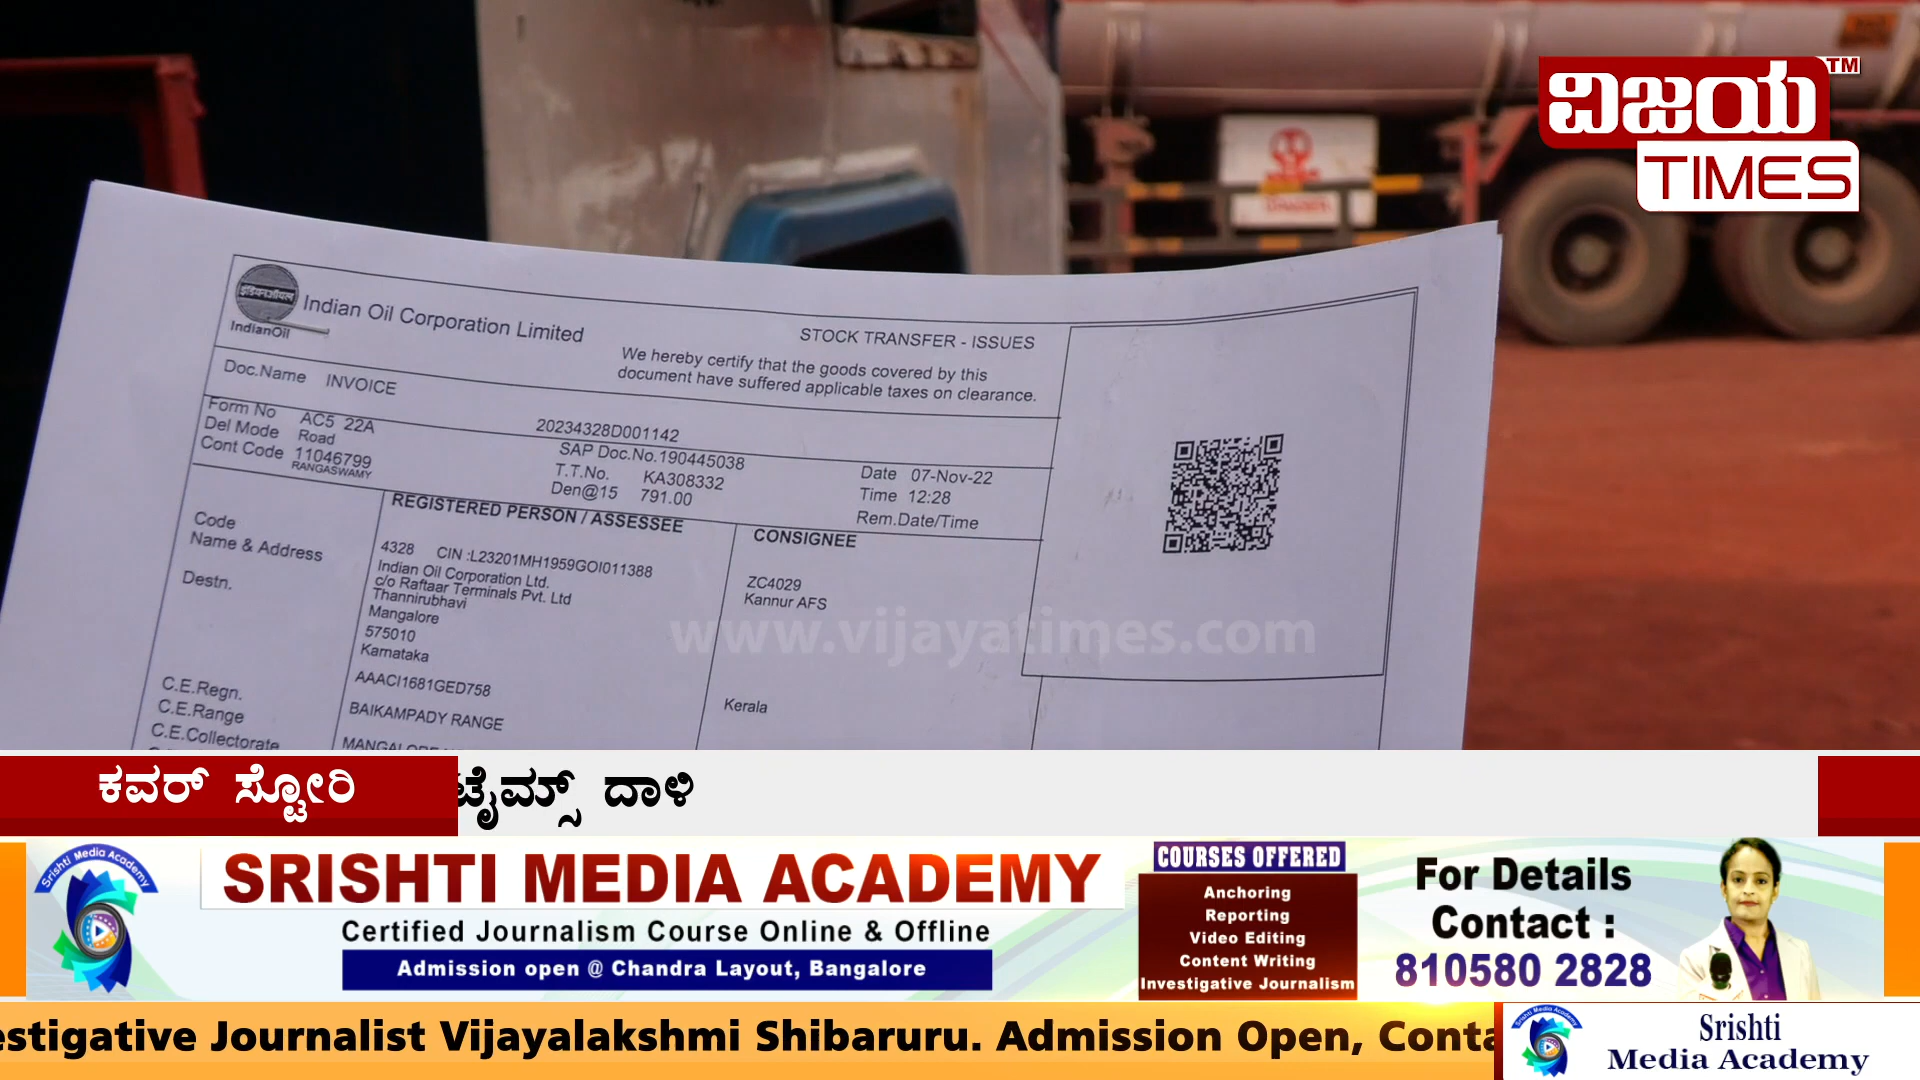 ವಿಜಯ
TM
TIMES
इंडियनऑयल
IndianOil
Indian Oil Corporation Limited
STOCK TRANSFER - ISSUES
We hereby certify that the goods covered by this
document have suffered applicable taxes on clearance.
Doc.Name INVOICE
Form No AC5 22A
20234328D001142
Del Mode Road
SAP Doc.No.190445038
Cont Code 11046799
RANGASWAMY
T.T.No. KA308332
Den@15 791.00
Date 07-Nov-22
Time 12:28
Rem.Date/Time
REGISTERED PERSON / ASSESSEE
CONSIGNEE
Code
4328 CIN :L23201MH1959GOI011388
ZC4029
Name & Address
Indian Oil Corporation Ltd.
Kannur AFS
c/o Raftaar Terminals Pvt. Ltd
Destn.
Thannirubhavi
Mangalore
575010
Karnataka
Kerala
C.E.Regn.
AAACI1681GED758
C.E.Range
BAIKAMPADY RANGE
C.E.Collectorate
www.vijayatimes.com
ಕವರ್ ಸ್ಟೋರಿ
ಟೈಮ್ಸ್ ದಾಳಿ
Srishti Media Academy
SRISHTI MEDIA ACADEMY
Certified Journalism Course Online & Offline
Admission open @ Chandra Layout, Bangalore
COURSES OFFERED
Anchoring
Reporting
Video Editing
Content Writing
Investigative Journalism
For Details
Contact :
810580 2828
estigative Journalist Vijayalakshmi Shibaruru. Admission Open, Conta
Srishti
Media Academy